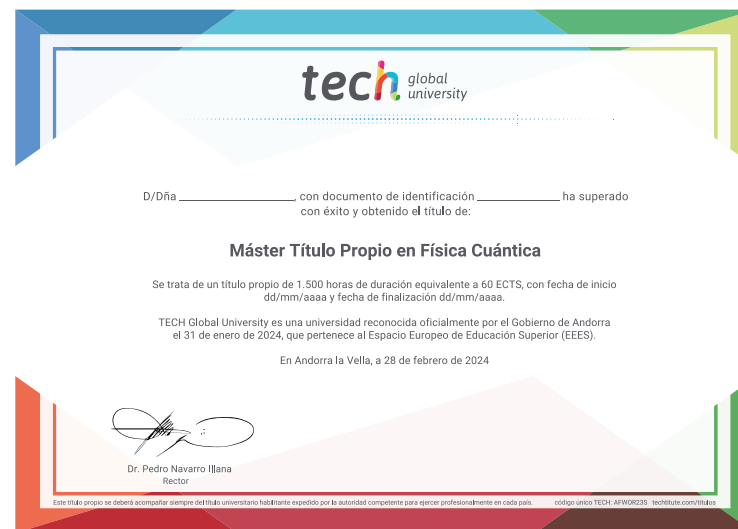 tech global university
D/Dña ____________________, con documento de identificación ______________ ha superado
con éxito y obtenido el título de:
Máster Título Propio en Física Cuántica
Se trata de un título propio de 1.500 horas de duración equivalente a 60 ECTS, con fecha de inicio
dd/mm/aaaa y fecha de finalización dd/mm/aaaa.
TECH Global University es una universidad reconocida oficialmente por el Gobierno de Andorra
el 31 de enero de 2024, que pertenece al Espacio Europeo de Educación Superior (EEES).
En Andorra la Vella, a 28 de febrero de 2024
Dr. Pedro Navarro Illana
Rector
Este título propio se deberá acompañar siempre del título universitario habilitante expedido por la autoridad competente para ejercer profesionalmente en cada país. código único TECH: AFWOR23S techtitute.com/titulos